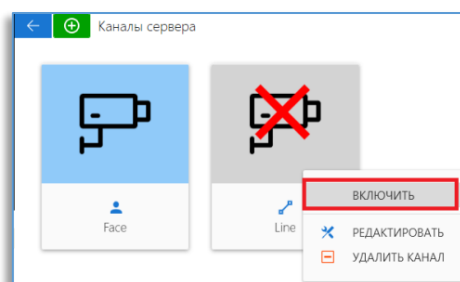 Каналы сервера
Face
Line
ВКЛЮЧИТЬ
РЕДАКТИРОВАТЬ
УДАЛИТЬ КАНАЛ